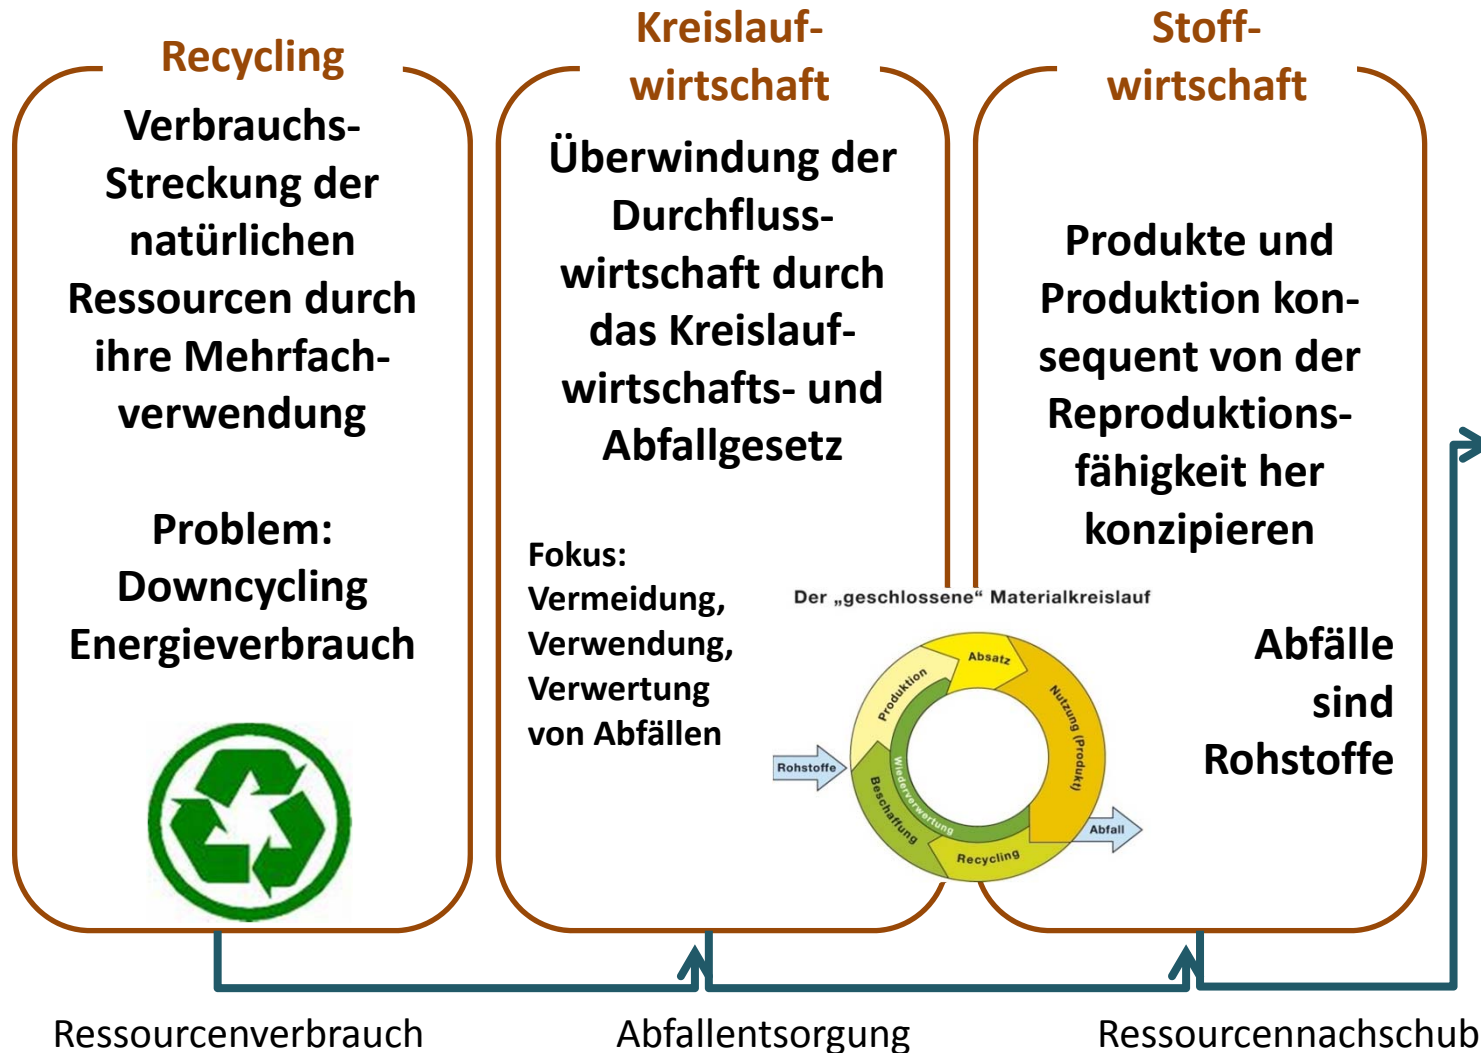 Recycling
Verbrauchs-
Streckung der
natürlichen
Ressourcen durch
ihre Mehrfach-
verwendung
Problem:
Downcycling
Energieverbrauch
Kreislauf-
wirtschaft
Überwindung der
Durchfluss-
wirtschaft durch
das Kreislauf-
wirtschafts- und
Abfallgesetz
Fokus:
Vermeidung,
Verwendung,
Verwertung
von Abfällen
Stoff-
wirtschaft
Produkte und
Produktion kon-
sequent von der
Reproduktions-
fähigkeit her
konzipieren
Abfälle
sind
Rohstoffe
Der „geschlossene“ Materialkreislauf
Absatz
Produktion
Nutzung (Produkt)
Rohstoffe
Wiederverwertung
Beschaffung
Recycling
Abfall
Ressourcenverbrauch
Abfallentsorgung
Ressourcennachschub